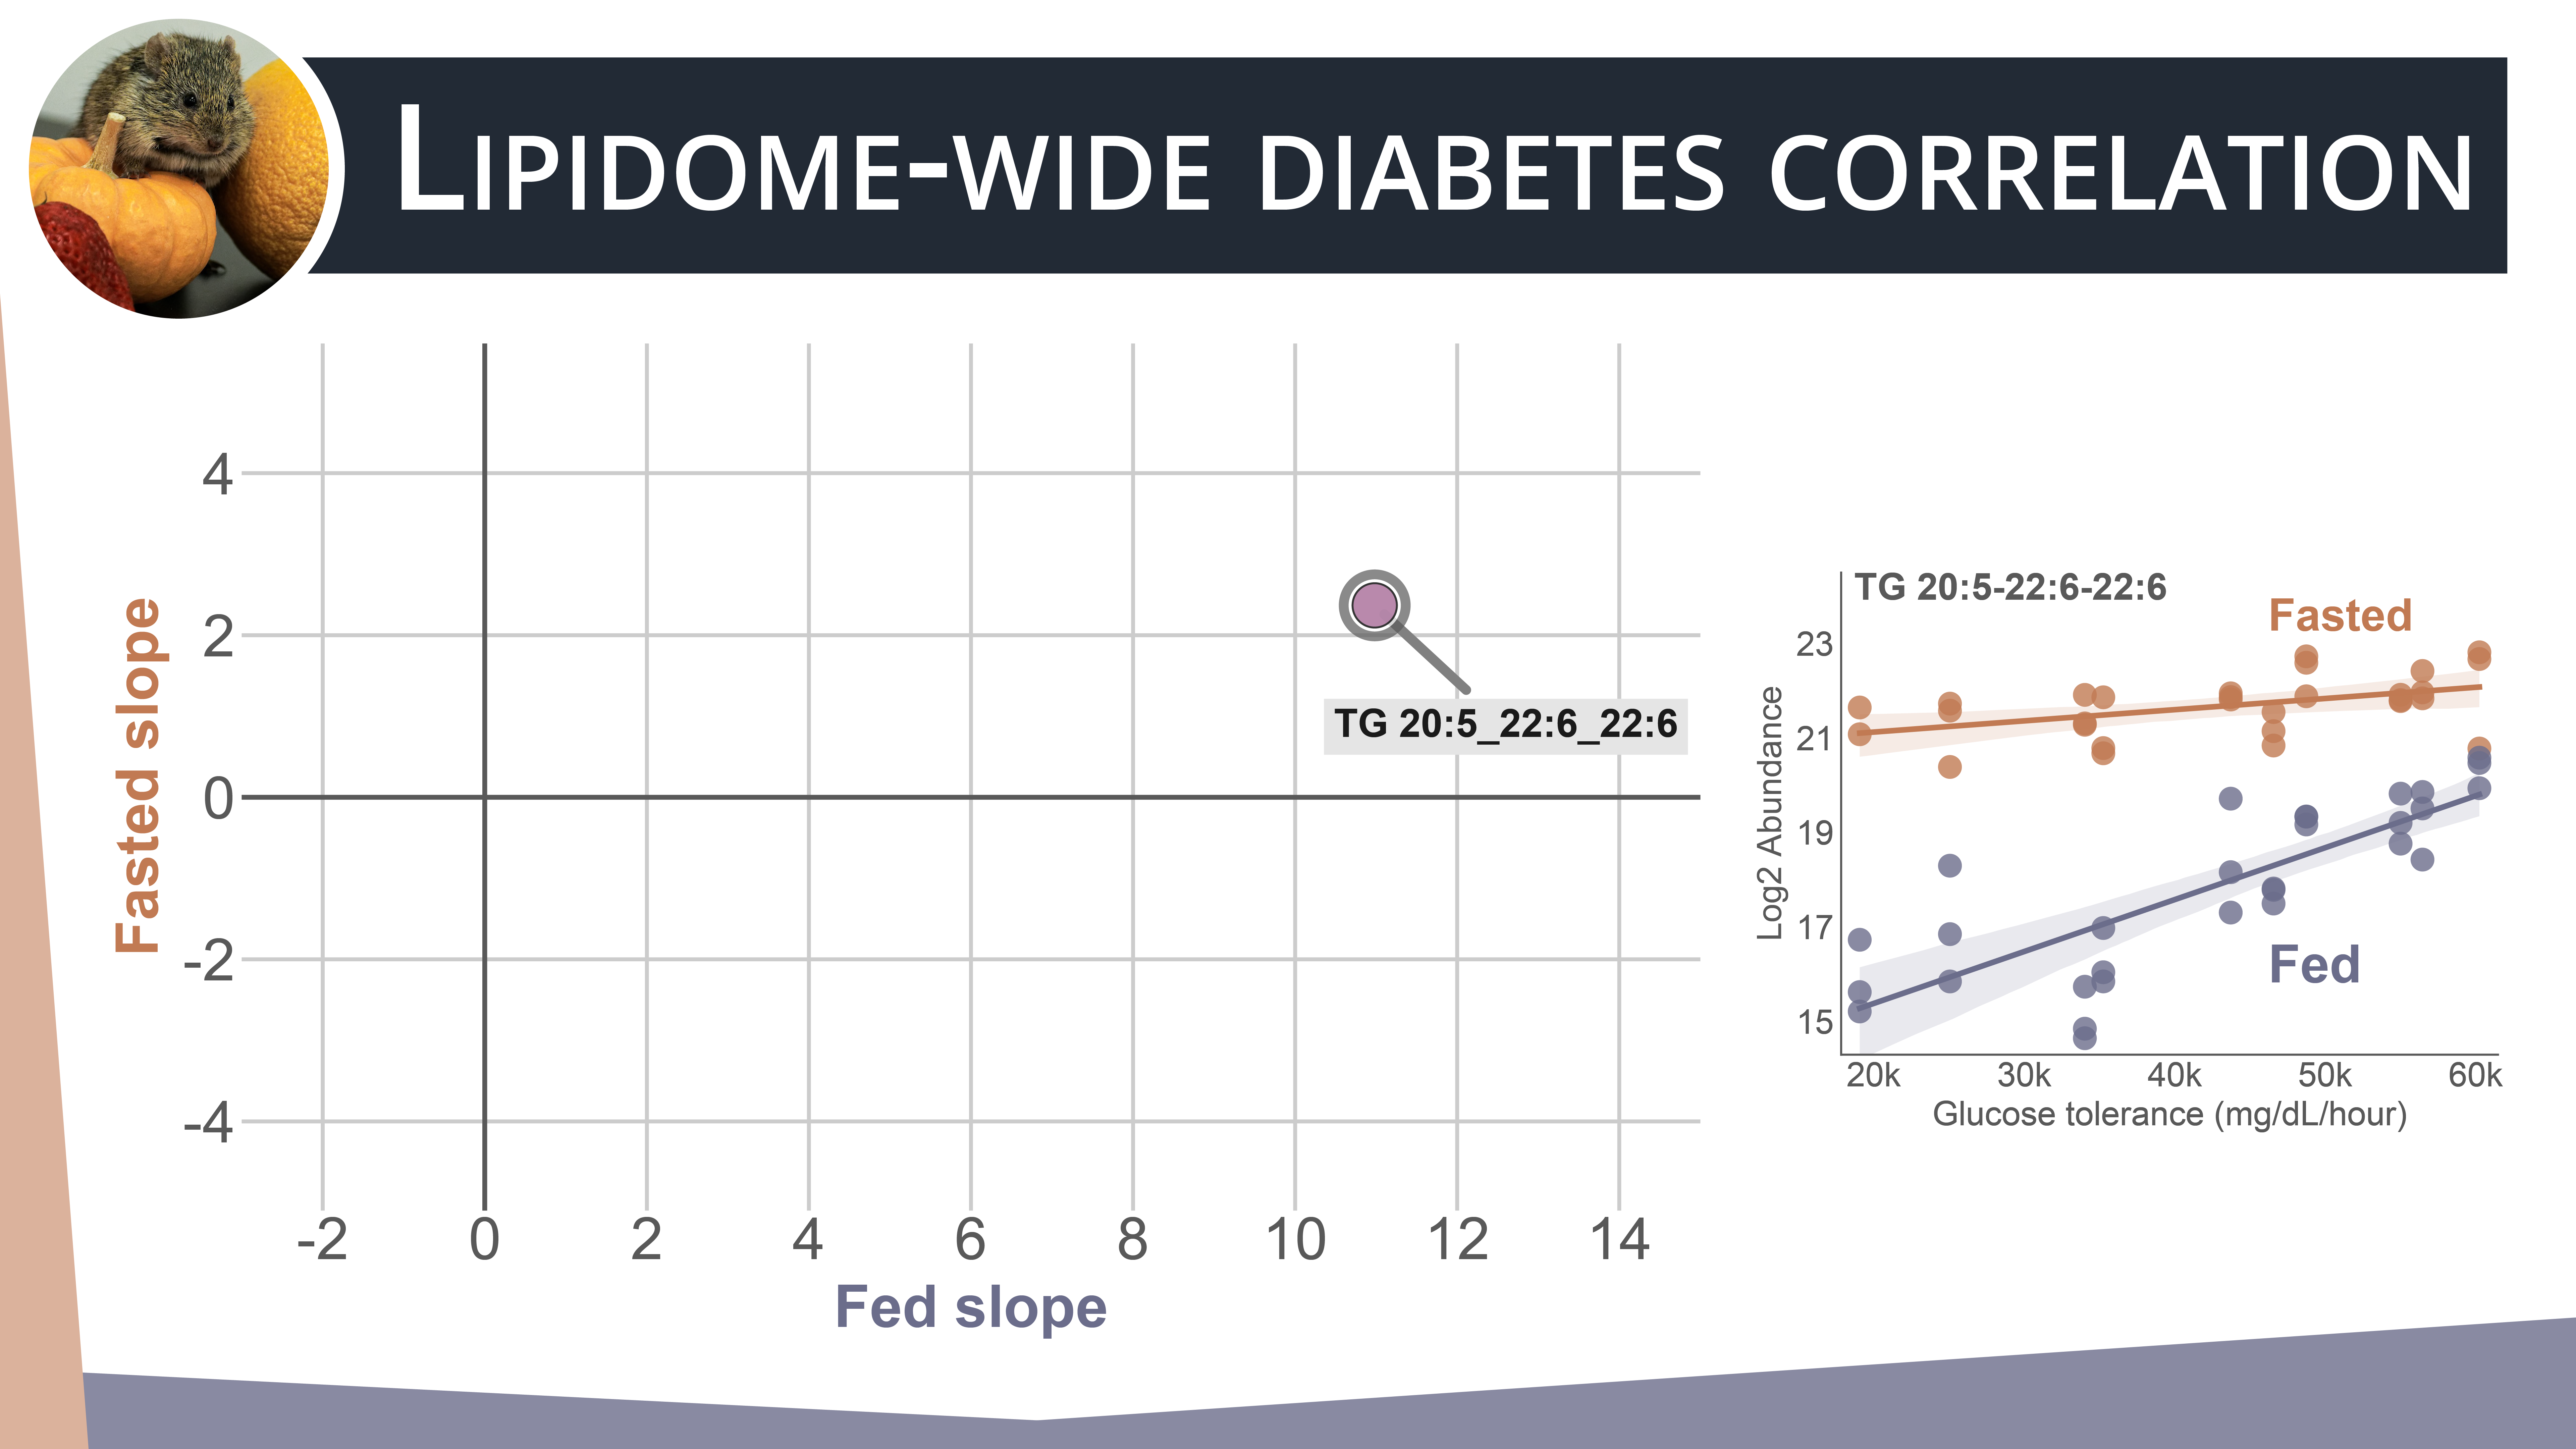 Lipidome-wide diabetes correlation
Fasted slope
4
2
0
-2
-4
-2 0 2 4 6 8 10 12 14
Fed slope
TG 20:5_22:6_22:6
TG 20:5-22:6-22:6
Fasted
Fed
Log2 Abundance
23
21
19
17
15
20k 30k 40k 50k 60k
Glucose tolerance (mg/dL/hour)